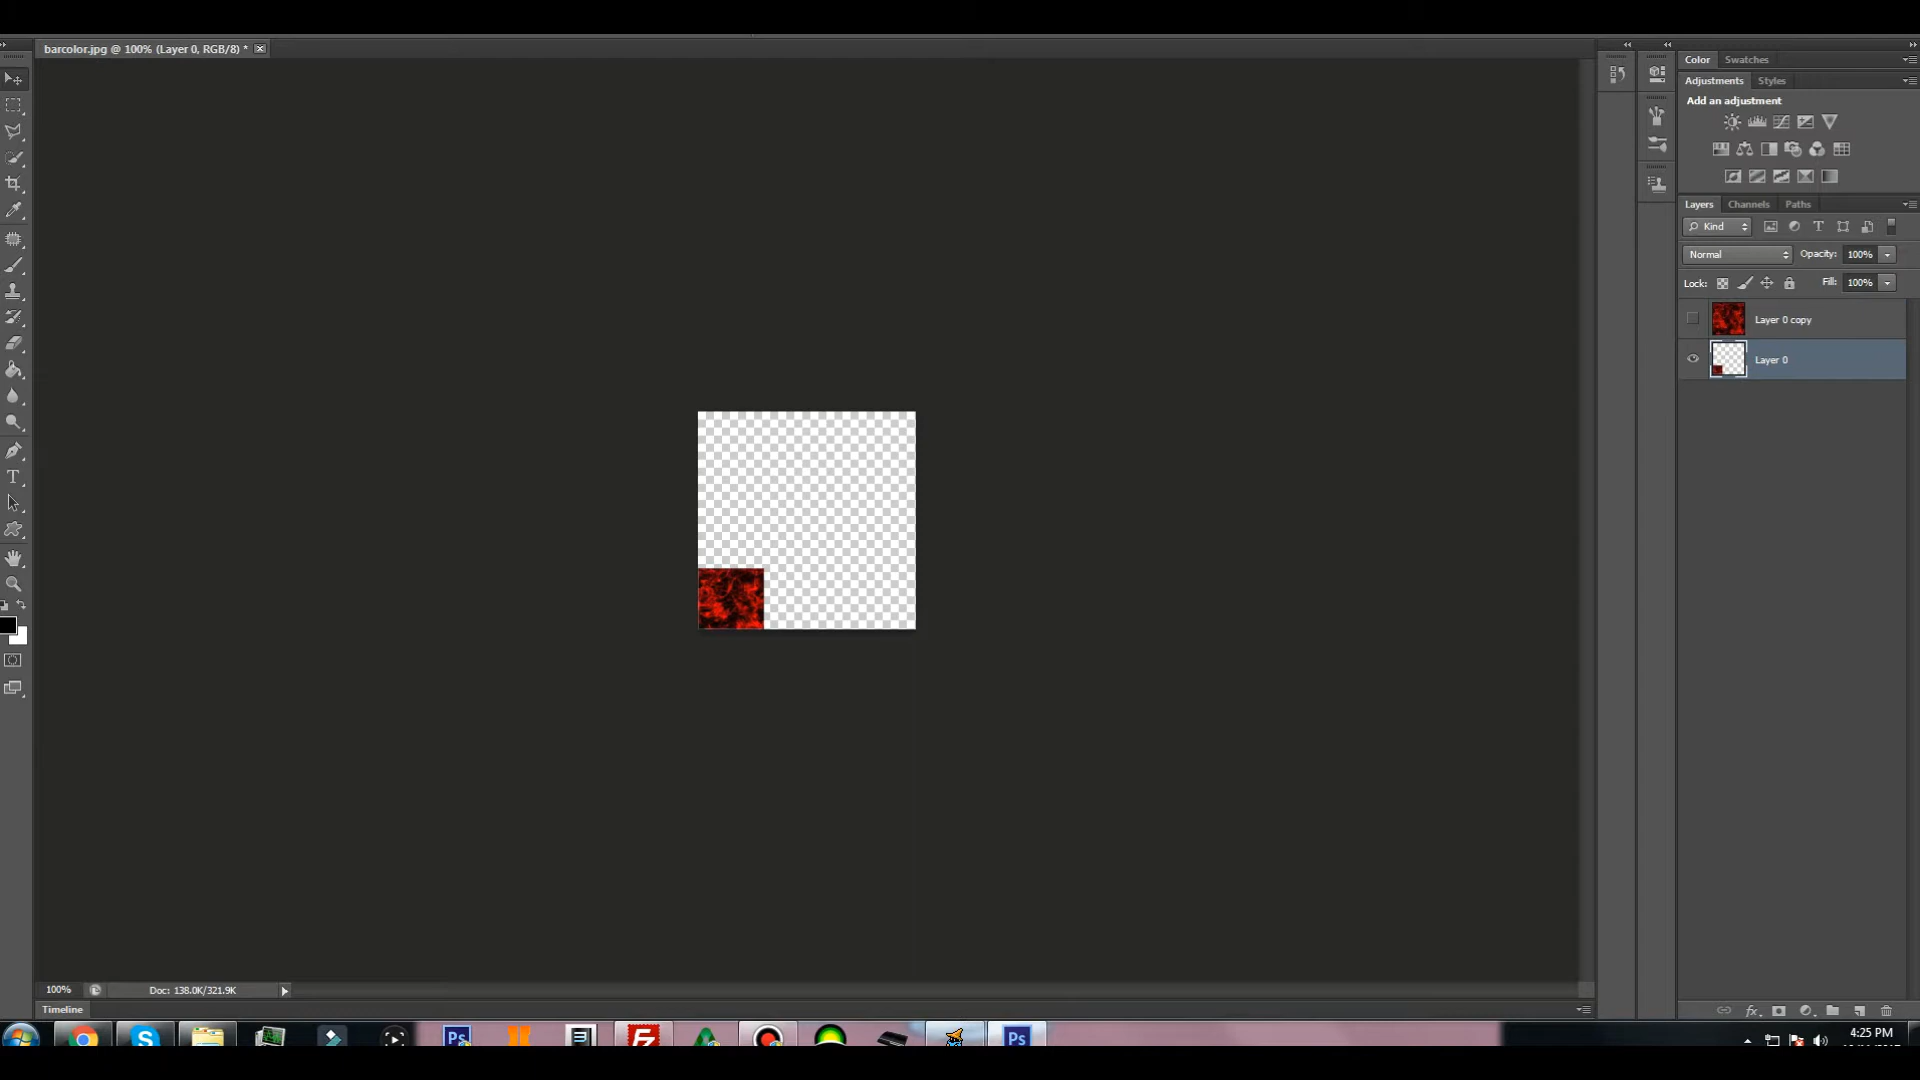 barcolor.jpg @ 100% (Layer 0, RGB/8) *
Color Swatches
Adjustments Styles
Add an adjustment
Layers Channels Paths
Kind
Normal Opacity: 100%
Lock: Fill: 100%
Layer 0 copy
Layer 0
100% Doc: 138.0K/321.9K
Timeline
4:25 PM